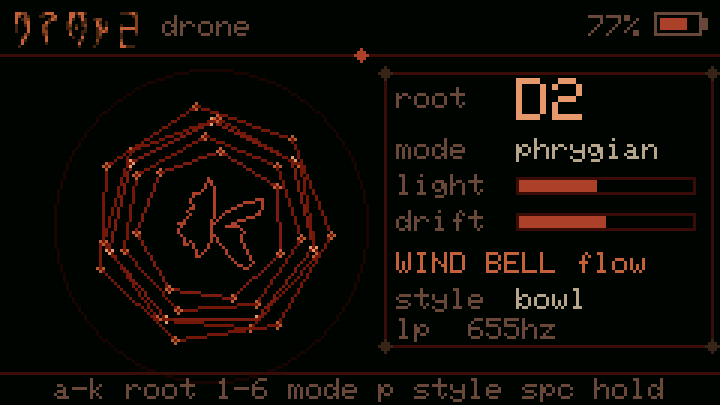 drone 77%
root D2
mode phrygian
light
drift
WIND BELL flow
style bowl
lp 655hz
a-k root 1-6 mode p style spc hold